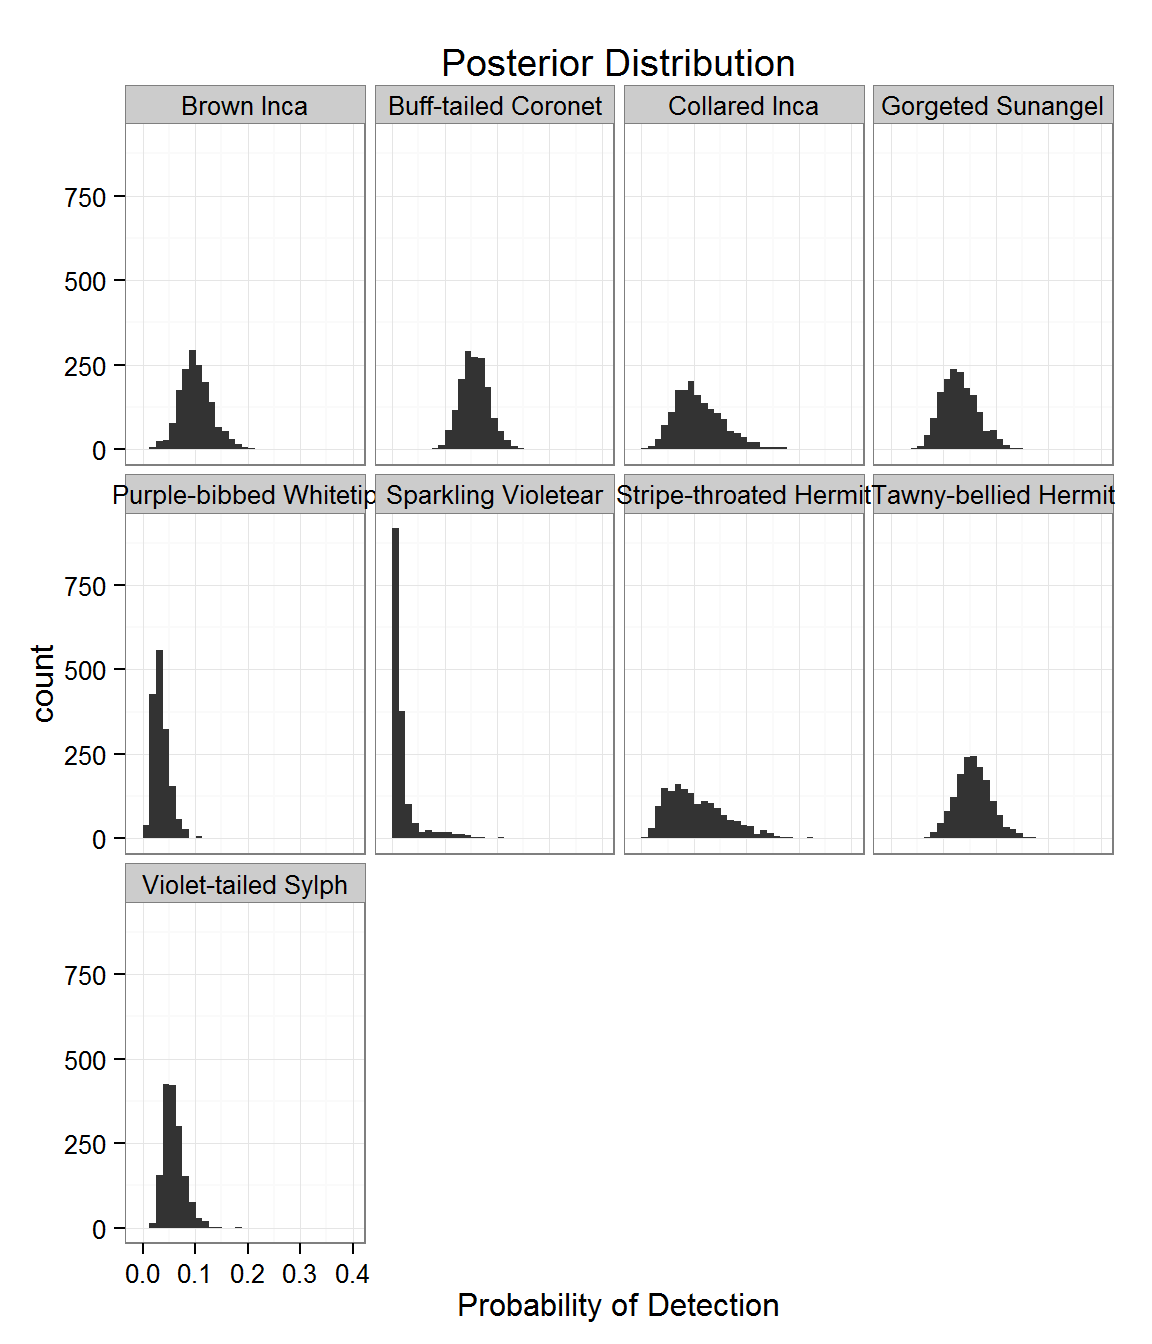 Posterior Distribution
Brown Inca Buff-tailed Coronet Collared Inca Gorgeted Sunangel
750
500
250
0
Purple-bibbed Whitetip Sparkling Violetear Stripe-throated Hermit Tawny-bellied Hermit
750
500
250
0
count
Violet-tailed Sylph
750
500
250
0
0.0 0.1 0.2 0.3 0.4
Probability of Detection